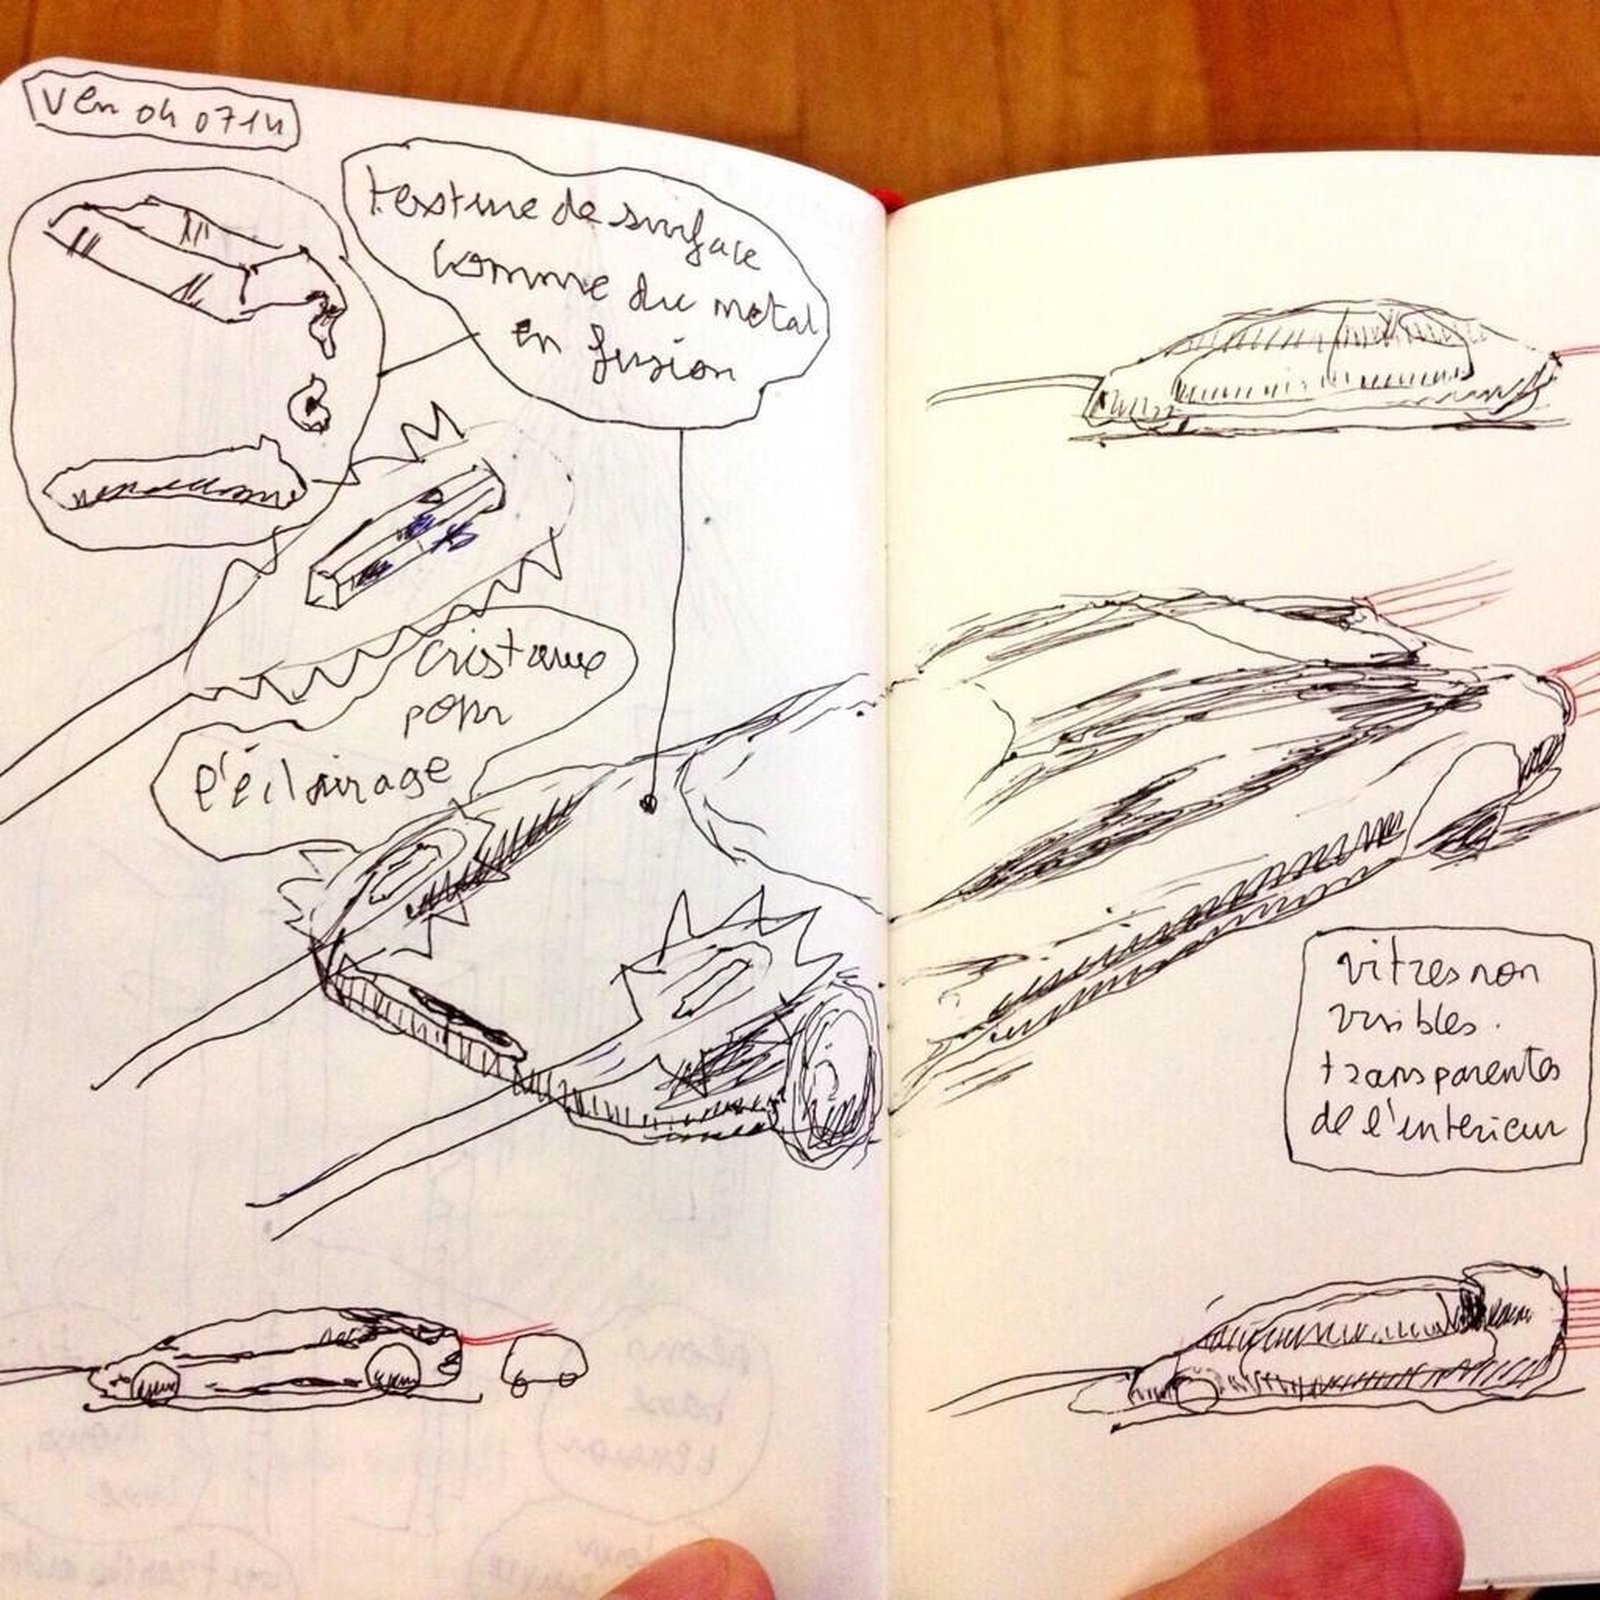 Ven 04 07 14
texture de surface
comme du metal
en fusion
cristaux
pour
l'éclairage
vitres non
visibles.
transparentes
de l'interieur